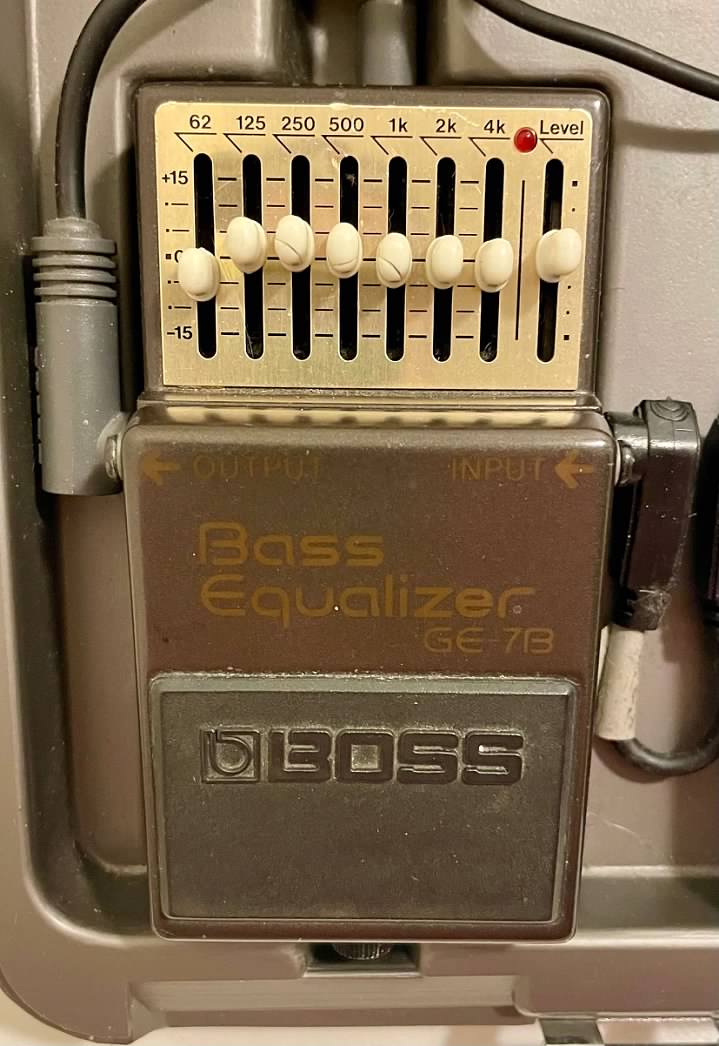 62 125 250 500 1k 2k 4k Level
+15
0
-15
OUTPUT INPUT
Bass
Equalizer
GE-7B
BOSS